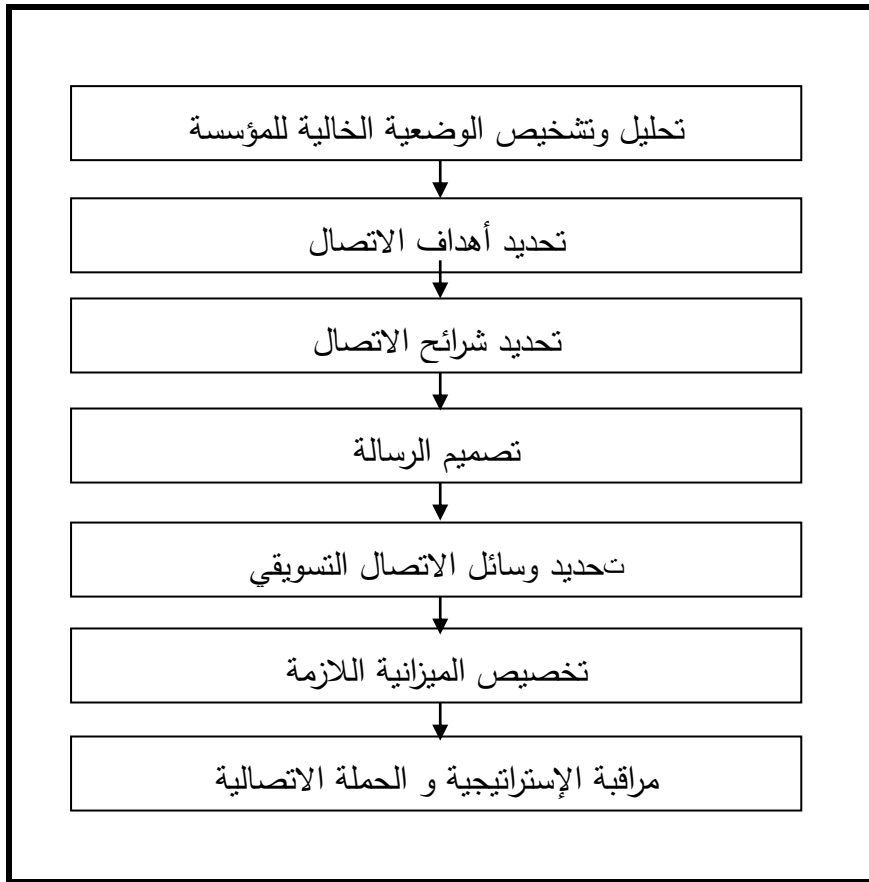 تحليل وتشخيص الوضعية الخالية للمؤسسة
تحديد أهداف الاتصال
تحديد شرائح الاتصال
تصميم الرسالة
تحديد وسائل الاتصال التسويقي
تخصيص الميزانية اللازمة
مراقبة الإستراتيجية و الحملة الاتصالية